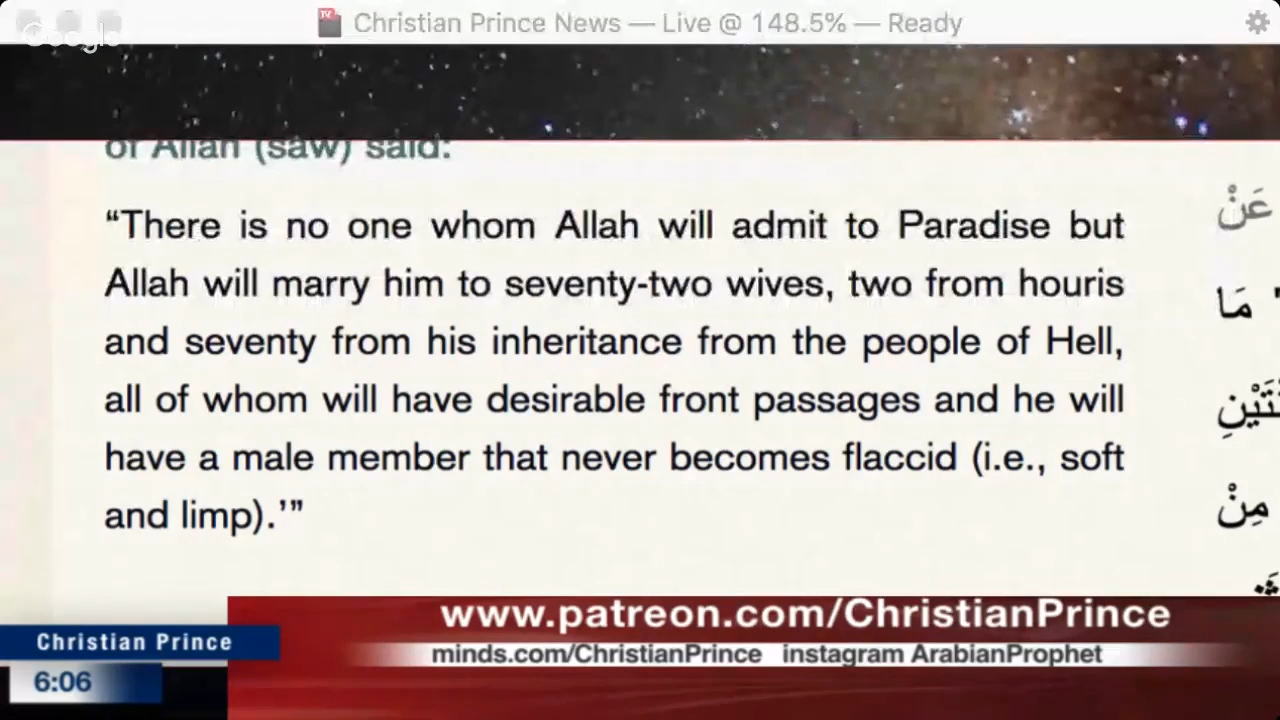 Christian Prince News — Live @ 148.5% — Ready
Google
of Allah (saw) said:
“There is no one whom Allah will admit to Paradise but
Allah will marry him to seventy-two wives, two from houris
and seventy from his inheritance from the people of Hell,
all of whom will have desirable front passages and he will
have a male member that never becomes flaccid (i.e., soft
and limp).’”
عَنْ
مَا
مِنْ
www.patreon.com/ChristianPrince
Christian Prince
minds.com/ChristianPrince instagram ArabianProphet
6:06